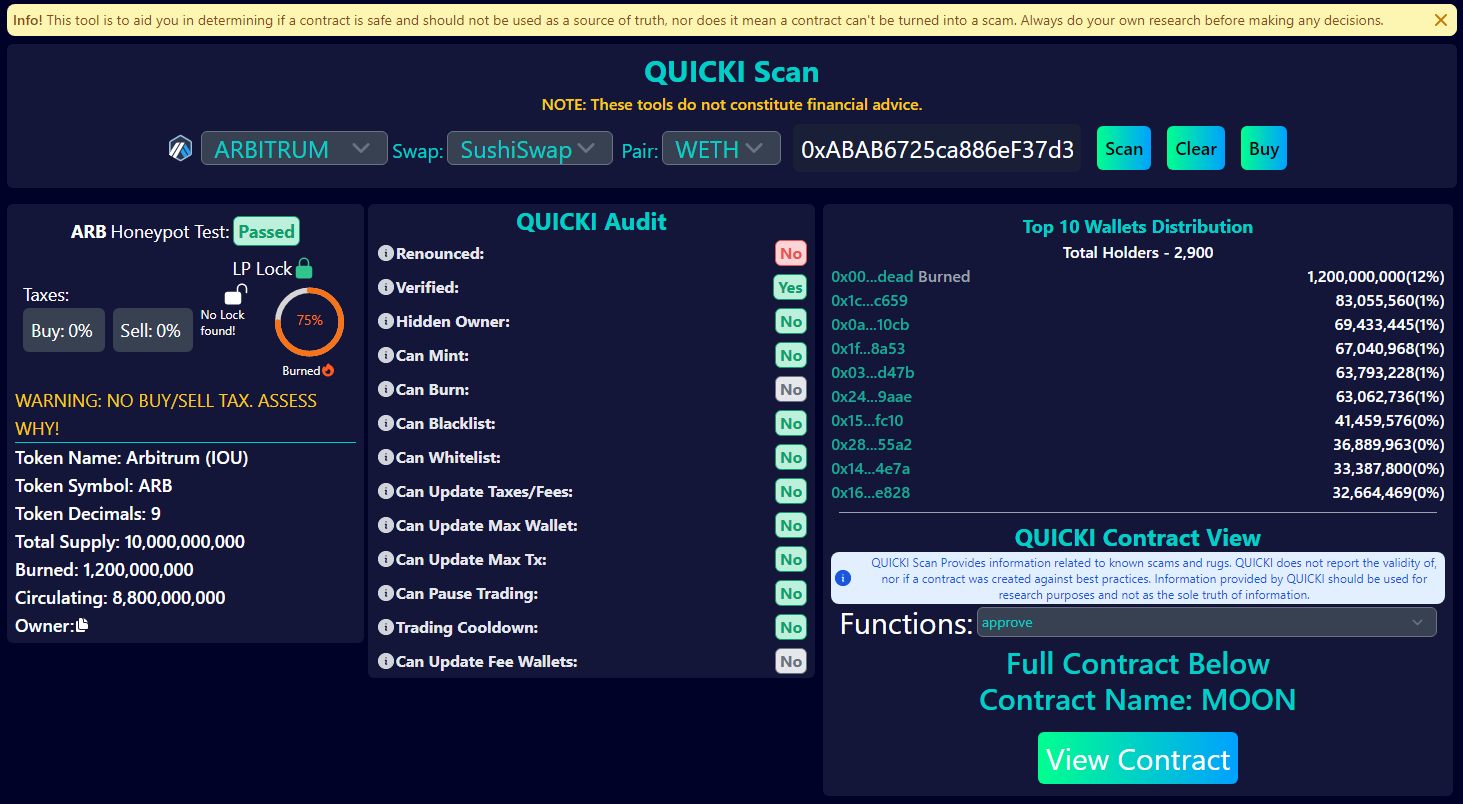 Info! This tool is to aid you in determining if a contract is safe and should not be used as a source of truth, nor does it mean a contract can't be turned into a scam. Always do your own research before making any decisions.
QUICKI Scan
NOTE: These tools do not constitute financial advice.
ARBITRUM Swap: SushiSwap Pair: WETH 0xABAB6725ca886eF37d3 Scan Clear Buy
ARB Honeypot Test: Passed
LP Lock
Taxes:
Buy: 0% Sell: 0%
No Lock
found!
75%
Burned
WARNING: NO BUY/SELL TAX. ASSESS
WHY!
Token Name: Arbitrum (IOU)
Token Symbol: ARB
Token Decimals: 9
Total Supply: 10,000,000,000
Burned: 1,200,000,000
Circulating: 8,800,000,000
Owner:
QUICKI Audit
Renounced: No
Verified: Yes
Hidden Owner: No
Can Mint: No
Can Burn: No
Can Blacklist: No
Can Whitelist: No
Can Update Taxes/Fees: No
Can Update Max Wallet: No
Can Update Max Tx: No
Can Pause Trading: No
Trading Cooldown: No
Can Update Fee Wallets: No
Top 10 Wallets Distribution
Total Holders - 2,900
0x00...dead Burned 1,200,000,000(12%)
0x1c...c659 83,055,560(1%)
0x0a...10cb 69,433,445(1%)
0x1f...8a53 67,040,968(1%)
0x03...d47b 63,793,228(1%)
0x24...9aae 63,062,736(1%)
0x15...fc10 41,459,576(0%)
0x28...55a2 36,889,963(0%)
0x14...4e7a 33,387,800(0%)
0x16...e828 32,664,469(0%)
QUICKI Contract View
QUICKI Scan Provides information related to known scams and rugs. QUICKI does not report the validity of,
nor if a contract was created against best practices. Information provided by QUICKI should be used for
research purposes and not as the sole truth of information.
Functions: approve
Full Contract Below
Contract Name: MOON
View Contract